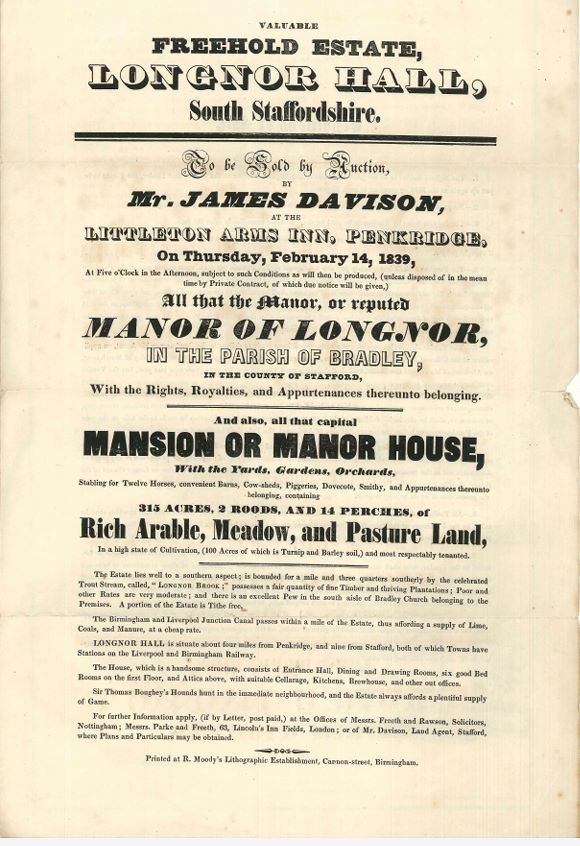 VALUABLE
FREEHOLD ESTATE,
LONGNOR HALL,
South Staffordshire.
To be Sold by Auction,
BY
Mr. JAMES DAVISON,
AT THE
LITTLETON ARMS INN, PENKRIDGE,
On Thursday, February 14, 1839,
At Five o'Clock in the Afternoon, subject to such Conditions as will then be produced, (unless disposed of in the mean
time by Private Contract, of which due notice will be given,)
All that the Manor, or reputed
MANOR OF LONGNOR,
IN THE PARISH OF BRADLEY,
IN THE COUNTY OF STAFFORD,
With the Rights, Royalties, and Appurtenances thereunto belonging.
And also, all that capital
MANSION OR MANOR HOUSE,
With the Yards, Gardens, Orchards,
Stabling for Twelve Horses, convenient Barns, Cow-sheds, Piggeries, Dovecote, Smithy, and Appurtenances thereunto
belonging, containing
315 ACRES, 2 ROODS, AND 14 PERCHES, of
Rich Arable, Meadow, and Pasture Land,
In a high state of Cultivation, (100 Acres of which is Turnip and Barley soil,) and most respectably tenanted.
The Estate lies well to a southern aspect; is bounded for a mile and three quarters southerly by the celebrated
Trout Stream, called, "LONGNOR BROOK;" possesses a fair quantity of fine Timber and thriving Plantations; Poor and
other Rates are very moderate; and there is an excellent Pew in the south aisle of Bradley Church belonging to the
Premises. A portion of the Estate is Tithe free.
The Birmingham and Liverpool Junction Canal passes within a mile of the Estate, thus affording a supply of Lime,
Coals, and Manure, at a cheap rate.
LONGNOR HALL is situate about four miles from Penkridge, and nine from Stafford, both of which Towns have
Stations on the Liverpool and Birmingham Railway.
The House, which is a handsome structure, consists of Entrance Hall, Dining and Drawing Rooms, six good Bed
Rooms on the first Floor, and Attics above, with suitable Cellarage, Kitchens, Brewhouse, and other out offices.
Sir Thomas Boughey's Hounds hunt in the immediate neighbourhood, and the Estate always affords a plentiful supply
of Game.
For further Information apply, (if by Letter, post paid,) at the Offices of Messrs. Freeth and Rawson, Solicitors,
Nottingham; Messrs. Parke and Freeth, 63, Lincoln's Inn Fields, London; or of Mr. Davison, Land Agent, Stafford,
where Plans and Particulars may be obtained.
Printed at R. Moody's Lithographic Establishment, Cannon-street, Birmingham.